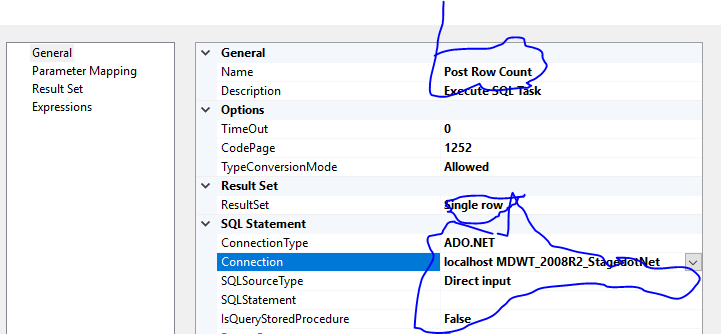 General
Parameter Mapping
Result Set
Expressions
General
Name Post Row Count
Description Execute SQL Task
Options
TimeOut 0
CodePage 1252
TypeConversionMode Allowed
Result Set
ResultSet Single row
SQL Statement
ConnectionType ADO.NET
Connection localhost MDWT_2008R2_StagedotNet
SQLSourceType Direct input
SQLStatement
IsQueryStoredProcedure False